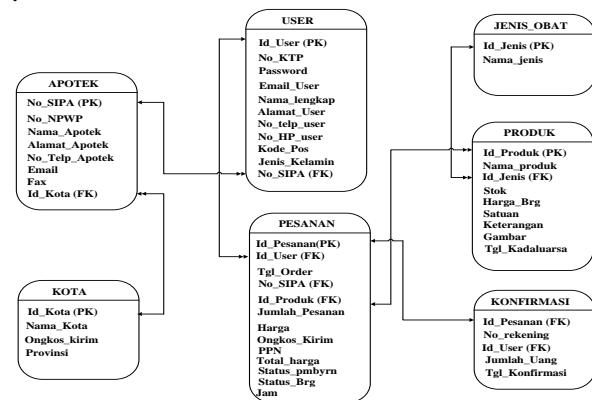 USER
Id_User (PK)
No_KTP
Password
Email_User
Nama_lengkap
Alamat_User
No_telp_user
No_HP_user
Kode_Pos
Jenis_Kelamin
No_SIPA (FK)
JENIS_OBAT
Id_Jenis (PK)
Nama_jenis
APOTEK
No_SIPA (PK)
No_NPWP
Nama_Apotek
Alamat_Apotek
No_Telp_Apotek
Email
Fax
Id_Kota (FK)
PRODUK
Id_Produk (PK)
Nama_produk
Id_Jenis (FK)
Stok
Harga_Brg
Satuan
Keterangan
Gambar
Tgl_Kadaluarsa
PESANAN
Id_Pesanan(PK)
Id_User (FK)
Tgl_Order
No_SIPA (FK)
Id_Produk (FK)
Jumlah_Pesanan
Harga
Ongkos_Kirim
PPN
Total_harga
Status_pmbyrn
Status_Brg
Jam
KOTA
Id_Kota (PK)
Nama_Kota
Ongkos_kirim
Provinsi
KONFIRMASI
Id_Pesanan (FK)
No_rekening
Id_User (FK)
Jumlah_Uang
Tgl_Konfirmasi